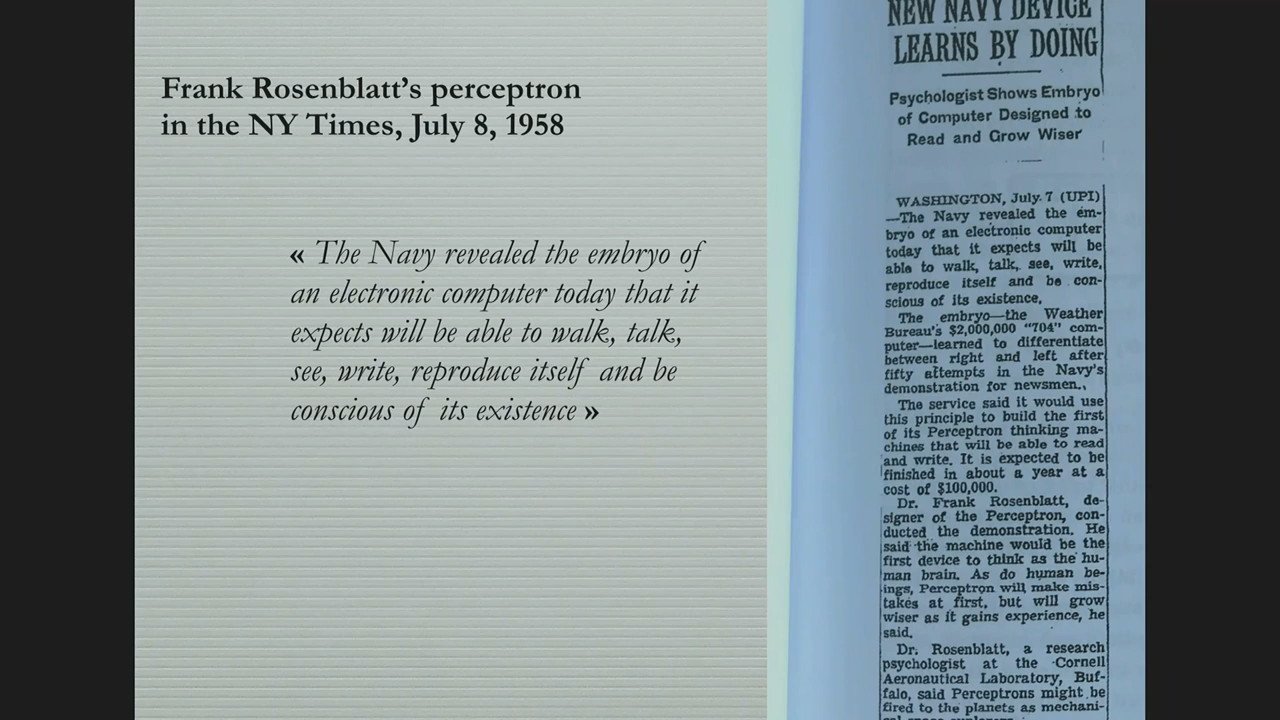 Frank Rosenblatt’s perceptron
in the NY Times, July 8, 1958
« The Navy revealed the embryo of
an electronic computer today that it
expects will be able to walk, talk,
see, write, reproduce itself and be
conscious of its existence »
NEW NAVY DEVICE
LEARNS BY DOING
Psychologist Shows Embryo
of Computer Designed to
Read and Grow Wiser
WASHINGTON, July 7 (UPI)
—The Navy revealed the em-
bryo of an electronic computer
today that it expects will be
able to walk, talk, see, write,
reproduce itself and be con-
scious of its existence.
The embryo—the Weather
Bureau's $2,000,000 "704" com-
puter—learned to differentiate
between right and left after
fifty attempts in the Navy's
demonstration for newsmen.
The service said it would use
this principle to build the first
of its Perceptron thinking ma-
chines that will be able to read
and write. It is expected to be
finished in about a year at a
cost of $100,000.
Dr. Frank Rosenblatt, de-
signer of the Perceptron, con-
ducted the demonstration. He
said the machine would be the
first device to think as the hu-
man brain. As do human be-
ings, Perceptron will make mis-
takes at first, but will grow
wiser as it gains experience, he
said.
Dr. Rosenblatt, a research
psychologist at the Cornell
Aeronautical Laboratory, Buf-
falo, said Perceptrons might be
fired to the planets as mechani-